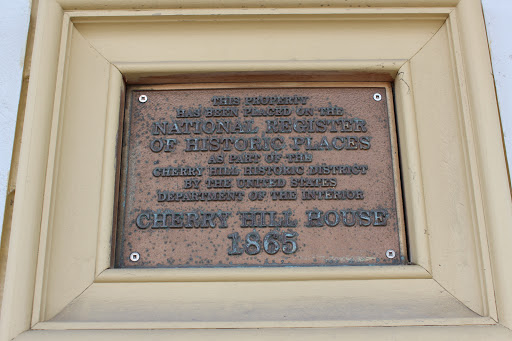 THIS PROPERTY
HAS BEEN PLACED ON THE
NATIONAL REGISTER
OF HISTORIC PLACES
AS PART OF THE
CHERRY HILL HISTORIC DISTRICT
BY THE UNITED STATES
DEPARTMENT OF THE INTERIOR
CHERRY HILL HOUSE
1865